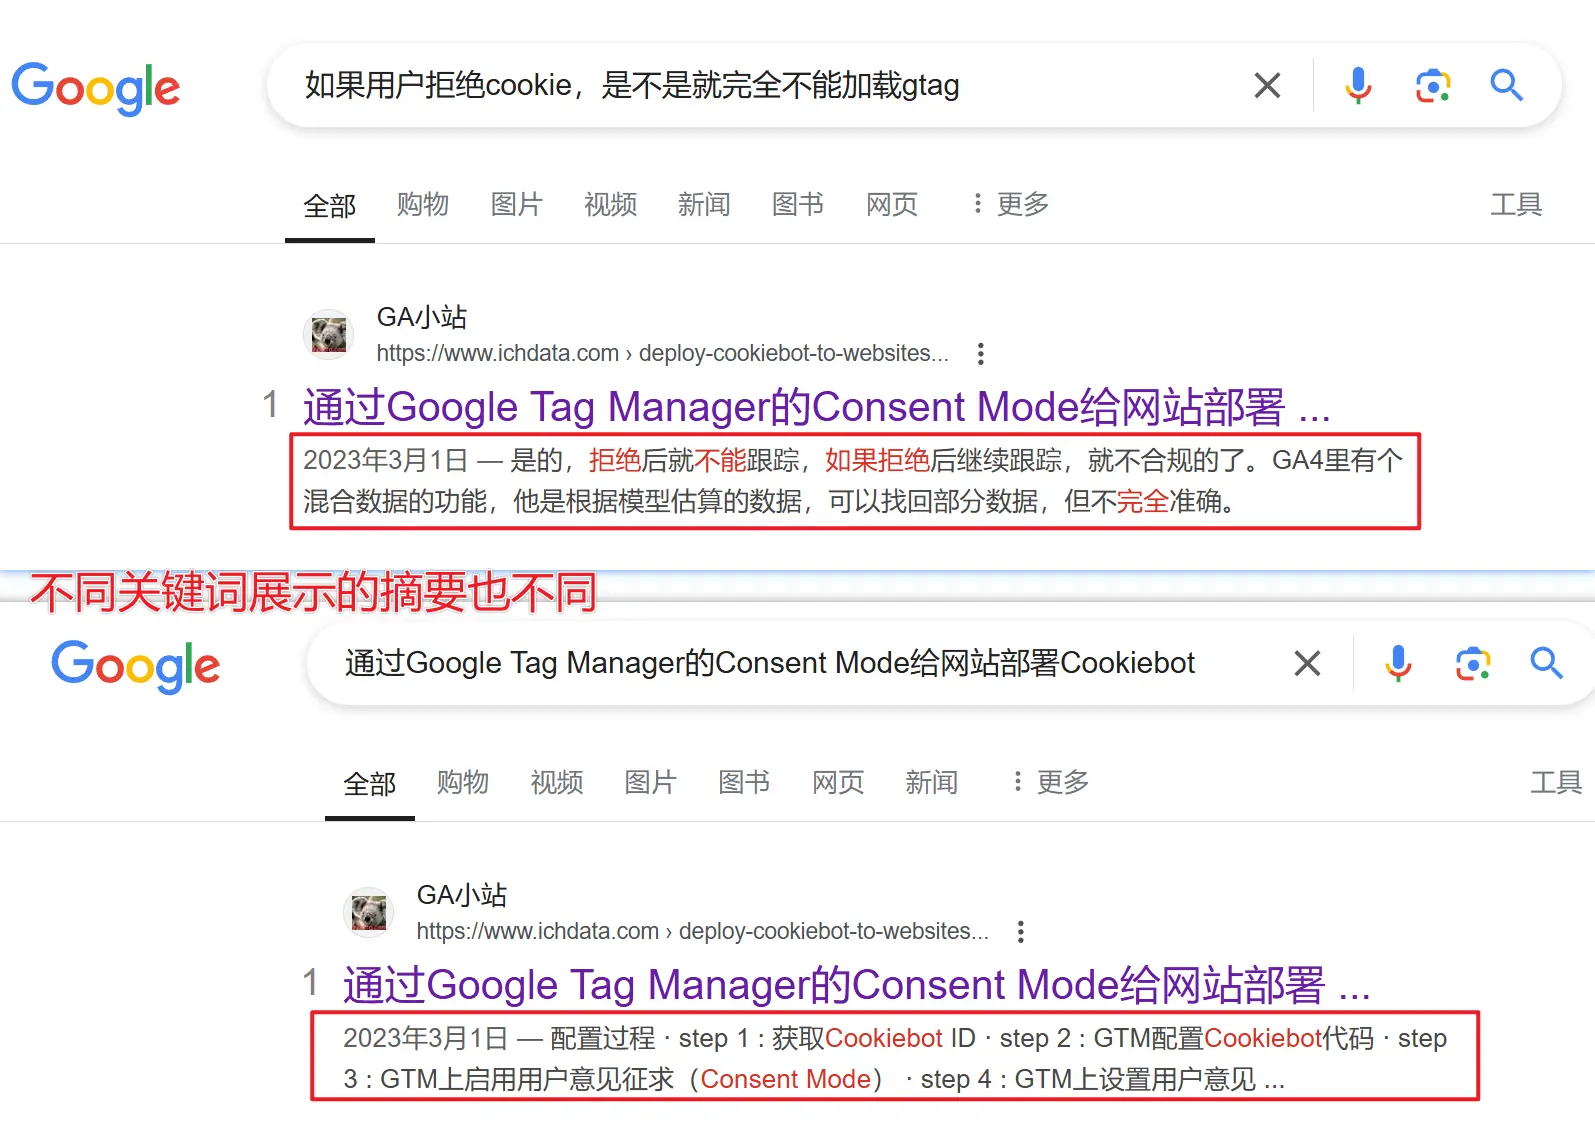 Google
如果用户拒绝cookie，是不是就完全不能加载gtag
全部 购物 图片 视频 新闻 图书 网页 更多 工具
GA小站
https://www.ichdata.com › deploy-cookiebot-to-websites...
1 通过Google Tag Manager的Consent Mode给网站部署 ...
2023年3月1日 — 是的，拒绝后就不能跟踪，如果拒绝后继续跟踪，就不合规的了。GA4里有个
混合数据的功能，他是根据模型估算的数据，可以找回部分数据，但不完全准确。
不同关键词展示的摘要也不同
Google
通过Google Tag Manager的Consent Mode给网站部署Cookiebot
全部 购物 视频 图片 图书 网页 新闻 更多 工具
GA小站
https://www.ichdata.com › deploy-cookiebot-to-websites...
1 通过Google Tag Manager的Consent Mode给网站部署 ...
2023年3月1日 — 配置过程 · step 1 : 获取Cookiebot ID · step 2 : GTM配置Cookiebot代码 · step
3 : GTM上启用用户意见征求（Consent Mode） · step 4 : GTM上设置用户意见 ...